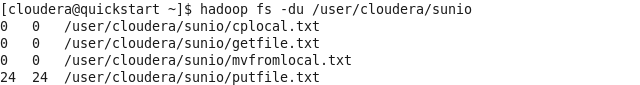 [cloudera@quickstart ~]$ hadoop fs -du /user/cloudera/sunio
0   0   /user/cloudera/sunio/cplocal.txt
0   0   /user/cloudera/sunio/getfile.txt
0   0   /user/cloudera/sunio/mvfromlocal.txt
24  24  /user/cloudera/sunio/putfile.txt